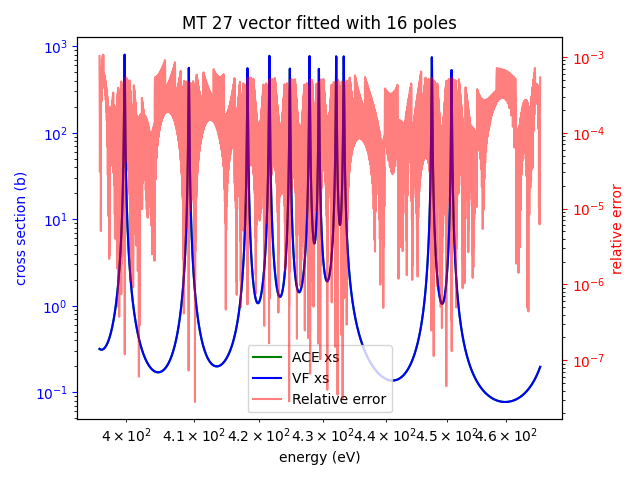 MT 27 vector fitted with 16 poles
10³
10²
10¹
10⁰
10⁻¹
cross section (b)
10⁻³
10⁻⁴
10⁻⁵
10⁻⁶
10⁻⁷
relative error
ACE xs
VF xs
Relative error
4 × 10² 4.1 × 10² 4.2 × 10² 4.3 × 10² 4.4 × 10² 4.5 × 10² 4.6 × 10²
energy (eV)